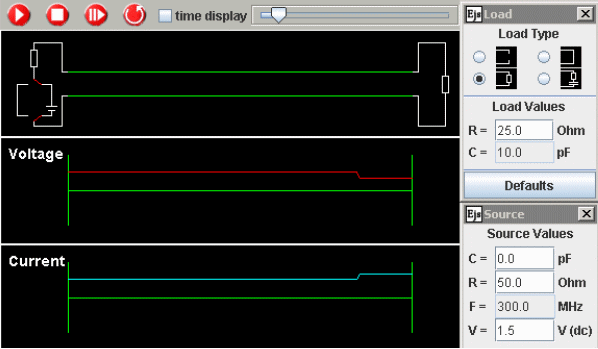 time display
Ejs Load
Load Type
Load Values
R = 25.0 Ohm
C = 10.0 pF
Defaults
Voltage
Ejs Source
Source Values
Current
C = 0.0 pF
R = 50.0 Ohm
F = 300.0 MHz
V = 1.5 V (dc)